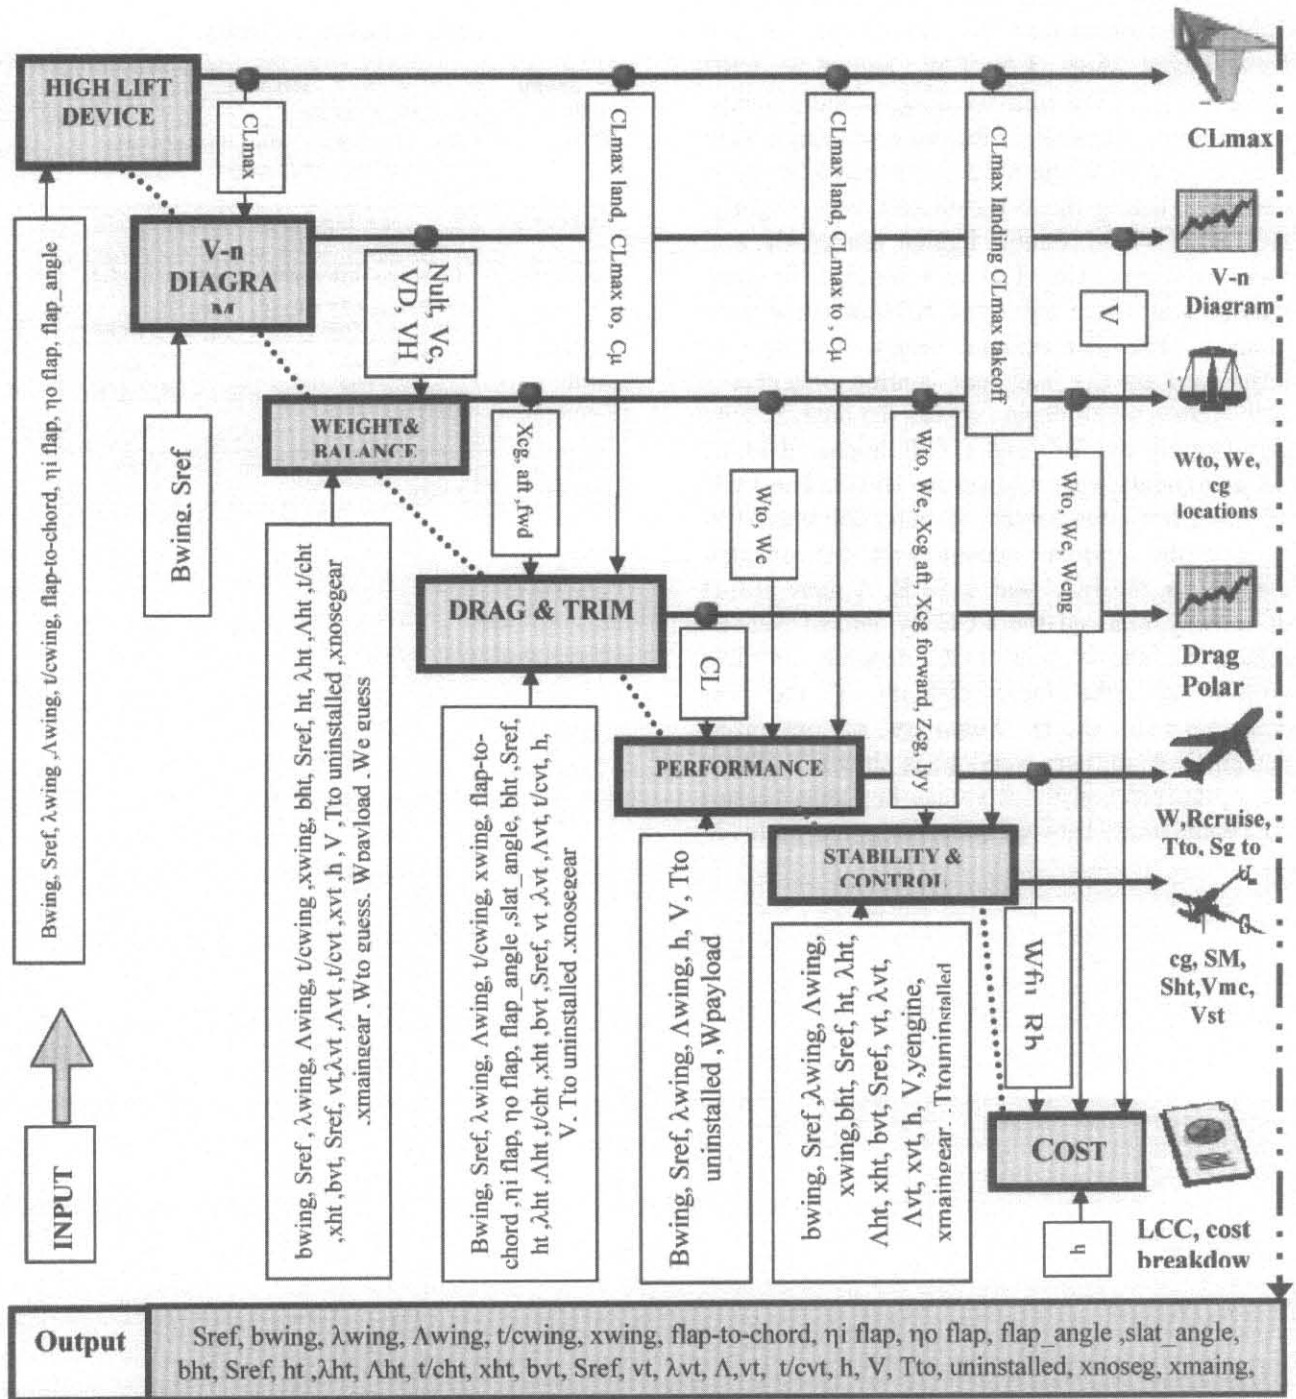 HIGH LIFT
DEVICE
CLmax
CLmax land, CLmax to, Cμ
CLmax land, CLmax to , Cμ
CLmax landing CLmax takeoff
CLmax
Bwing, Sref, λwing ,Λwing, t/cwing, flap-to-chord, ηi flap, ηo flap, flap_angle
V-n
DIAGRA
M
Nult, Vc,
VD, VH
V
V-n
Diagram
Bwing, Sref
WEIGHT&
BALANCE
Xcg, aft ,fwd
Wto, We
Wto, We, Xcg aft, Xcg forward, Zcg, Iyy
Wto, We, Weng
Wto, We,
cg
locations
bwing, Sref , λwing, Λwing, t/cwing ,xwing, bht, Sref, ht, λht ,Λht ,t/cht
,xht ,bvt, Sref, vt,λvt ,Λvt ,t/cvt ,xvt ,h ,V ,Tto uninstalled ,xnosegear
,xmaingear ,Wto guess, Wpayload ,We guess
DRAG & TRIM
CL
Drag
Polar
Bwing, Sref, λwing, Λwing, t/cwing, xwing, flap-to-
chord , ηi flap, ηo flap, flap_angle ,slat_angle, bht ,Sref,
ht ,λht ,Λht ,t/cht ,xht ,bvt ,Sref, vt ,λvt ,Λvt, t/cvt, h,
V, Tto uninstalled ,xnosegear
PERFORMANCE
W,Rcruise,
Tto, Sg to
Bwing, Sref, λwing, Λwing, h, V, Tto
uninstalled ,Wpayload
STABILITY &
CONTROL
Wfu, Rh
cg, SM,
Sht,Vmc,
Vst
bwing, Sref ,λwing, Λwing,
xwing,bht, Sref, ht, λht,
Λht, xht, bvt, Sref, vt, λvt,
Λvt, xvt, h, V,yengine,
xmaingear, ,Ttouninstalled
COST
h
LCC, cost
breakdow
INPUT
Output
Sref, bwing, λwing, Λwing, t/cwing, xwing, flap-to-chord, ηi flap, ηo flap, flap_angle ,slat_angle,
bht, Sref, ht ,λht, Λht, t/cht, xht, bvt, Sref, vt, λvt, Λ,vt, t/cvt, h, V, Tto, uninstalled, xnoseg, xmaing,